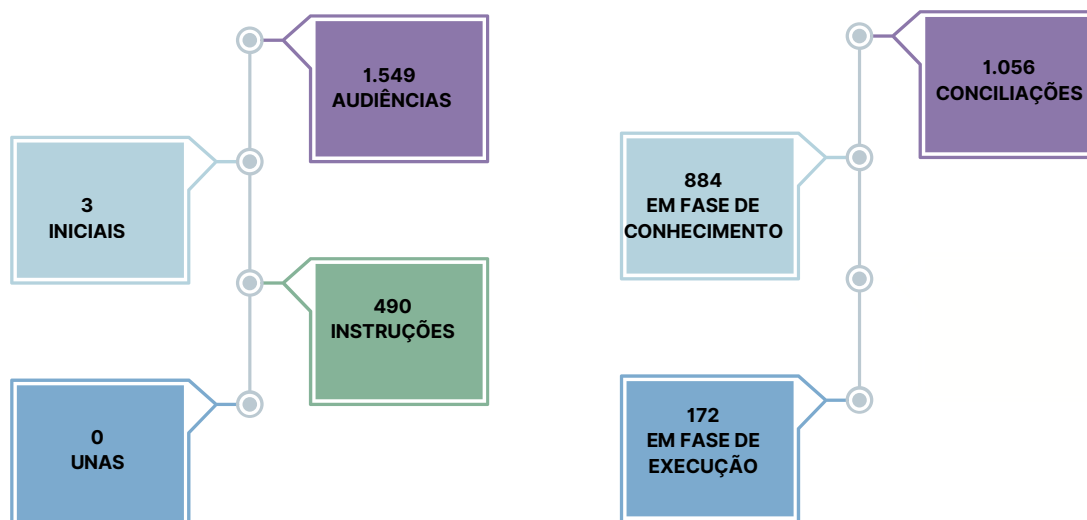 1.549
AUDIÊNCIAS
3
INICIAIS
490
INSTRUÇÕES
0
UNAS
1.056
CONCILIAÇÕES
884
EM FASE DE
CONHECIMENTO
172
EM FASE DE
EXECUÇÃO